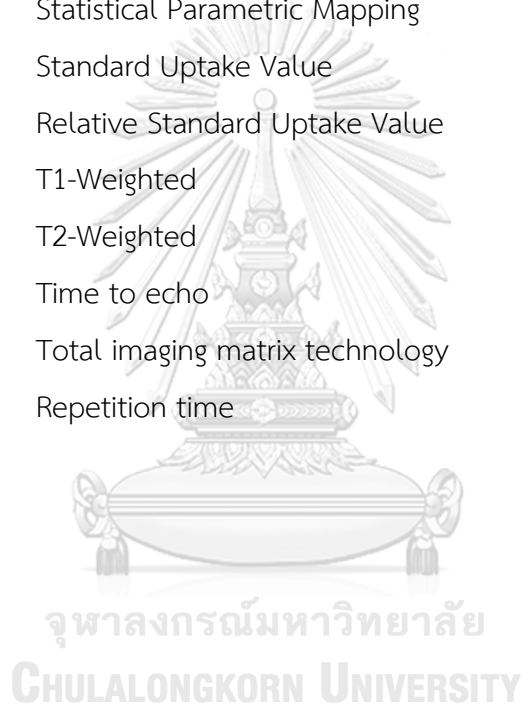 Statistical Parametric Mapping
Standard Uptake Value
Relative Standard Uptake Value
T1-Weighted
T2-Weighted
Time to echo
Total imaging matrix technology
Repetition time
จุฬาลงกรณ์มหาวิทยาลัย
CHULALONGKORN UNIVERSITY